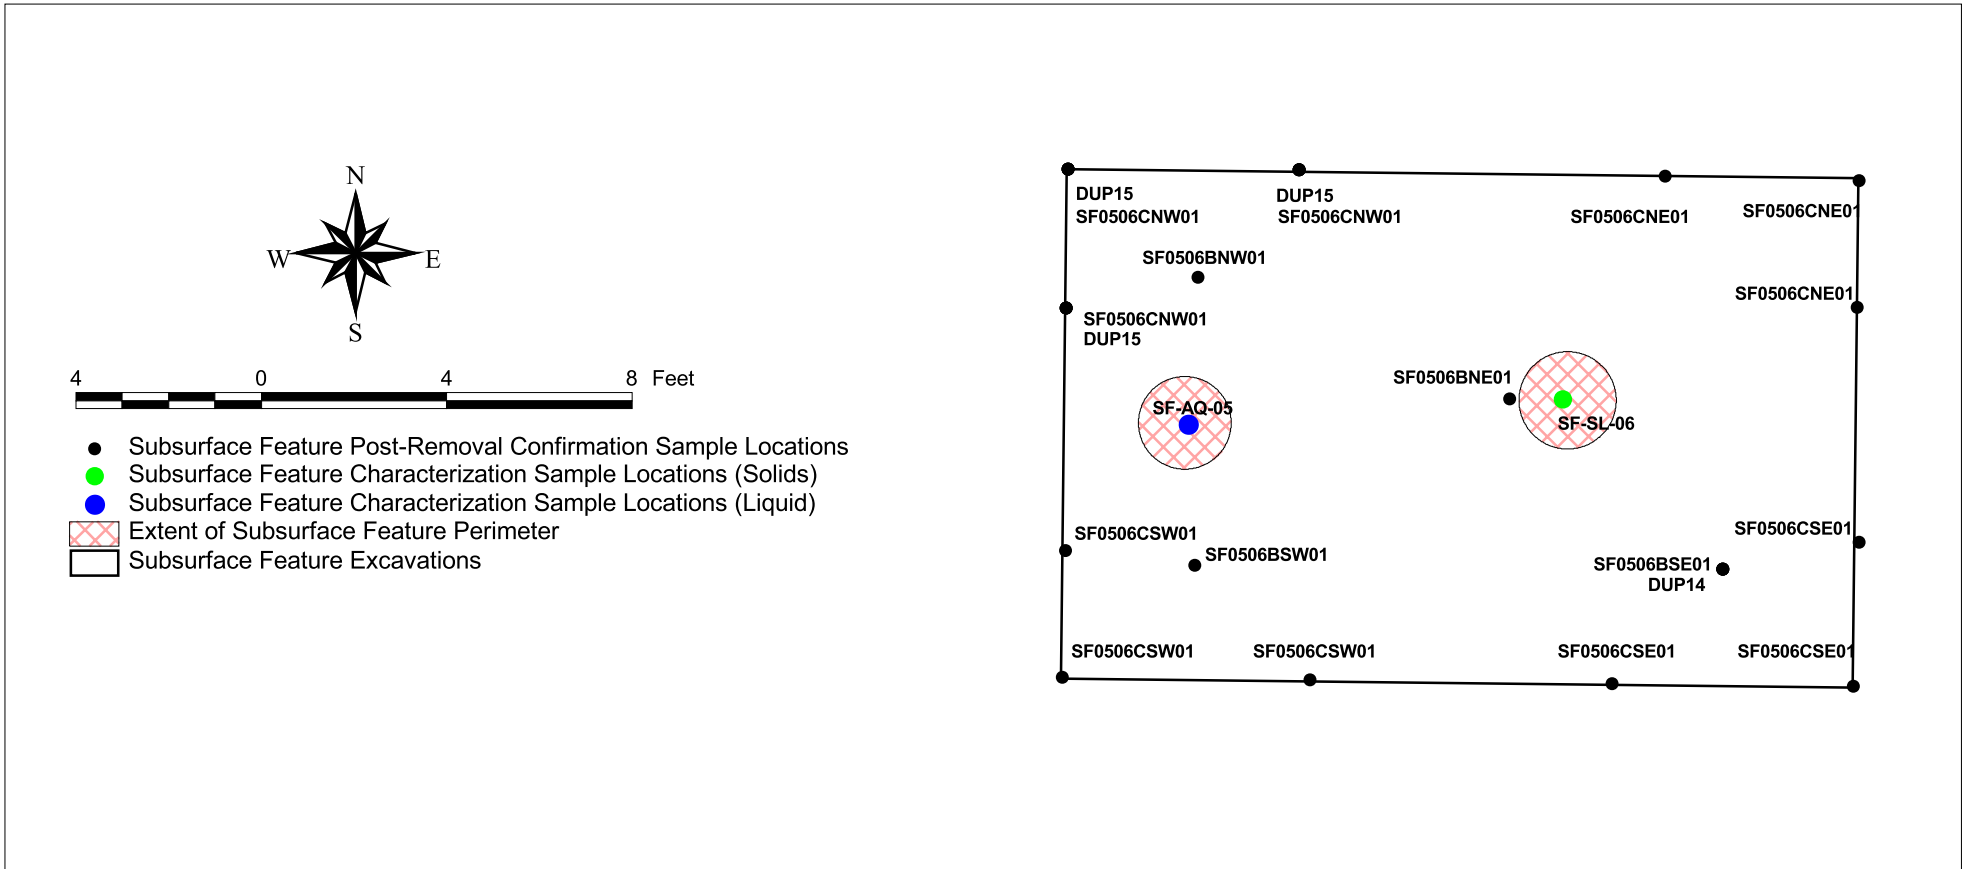 N
W
E
S
4 0 4 8 Feet
Subsurface Feature Post-Removal Confirmation Sample Locations
Subsurface Feature Characterization Sample Locations (Solids)
Subsurface Feature Characterization Sample Locations (Liquid)
Extent of Subsurface Feature Perimeter
Subsurface Feature Excavations
DUP15
SF0506CNW01
DUP15
SF0506CNW01
SF0506CNE01
SF0506CNE01
SF0506BNW01
SF0506CNE01
SF0506CNW01
DUP15
SF0506BNE01
SF-AQ-05
SF-SL-06
SF0506CSW01
SF0506BSW01
SF0506CSE01
SF0506BSE01
DUP14
SF0506CSW01
SF0506CSW01
SF0506CSE01
SF0506CSE01